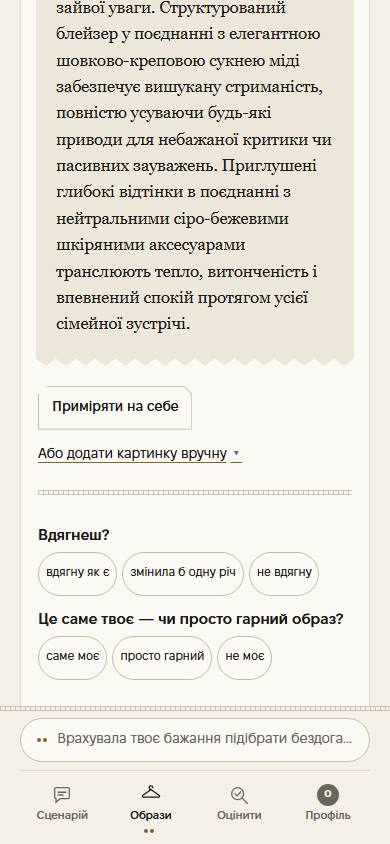 зайвої уваги. Структурований
блейзер у поєднанні з елегантною
шовково-креповою сукнею міді
забезпечує вишукану стриманість,
повністю усуваючи будь-які
приводи для небажаної критики чи
пасивних зауважень. Приглушені
глибокі відтінки в поєднанні з
нейтральними сіро-бежевими
шкіряними аксесуарами
транслюють тепло, витонченість і
впевнений спокій протягом усієї
сімейної зустрічі.
Приміряти на себе
Або додати картинку вручну ▾
Вдягнеш?
вдягну як є змінила б одну річ не вдягну
Це саме твоє — чи просто гарний образ?
саме моє просто гарний не моє
Врахувала твоє бажання підібрати бездога...
Сценарій Образи Оцінити О Профіль